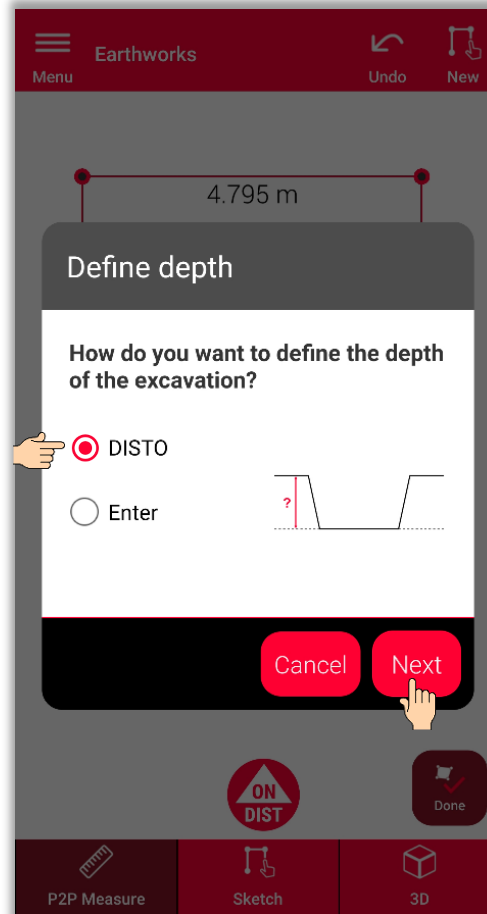 Earthworks
Menu
Undo
New
4.795 m
Define depth
How do you want to define the depth
of the excavation?
DISTO
Enter
?
Cancel
Next
ON
DIST
Done
P2P Measure
Sketch
3D